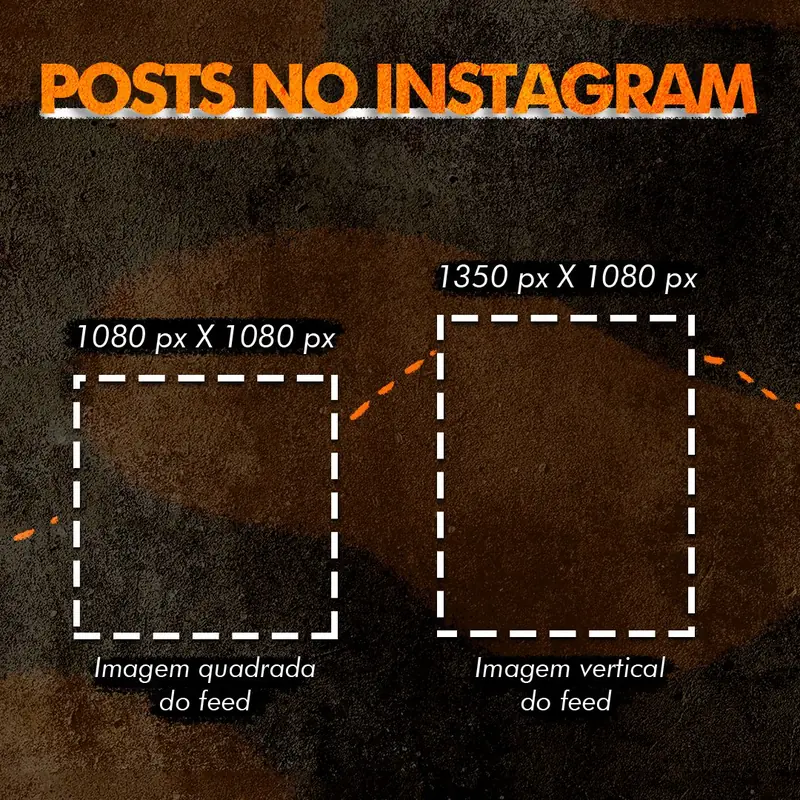 POSTS NO INSTAGRAM
1080 px X 1080 px
Imagem quadrada
do feed
1350 px X 1080 px
Imagem vertical
do feed